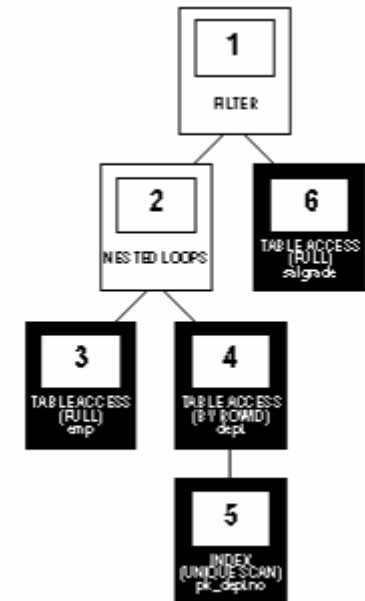 1
FILTER
2
NESTED LOOPS
6
TABLE ACCESS
(FULL)
salgrade
3
TABLE ACCESS
(FULL)
emp
4
TABLE ACCESS
(BY ROWID)
dept
5
INDEX
(UNIQUE SCAN)
pk_deptno